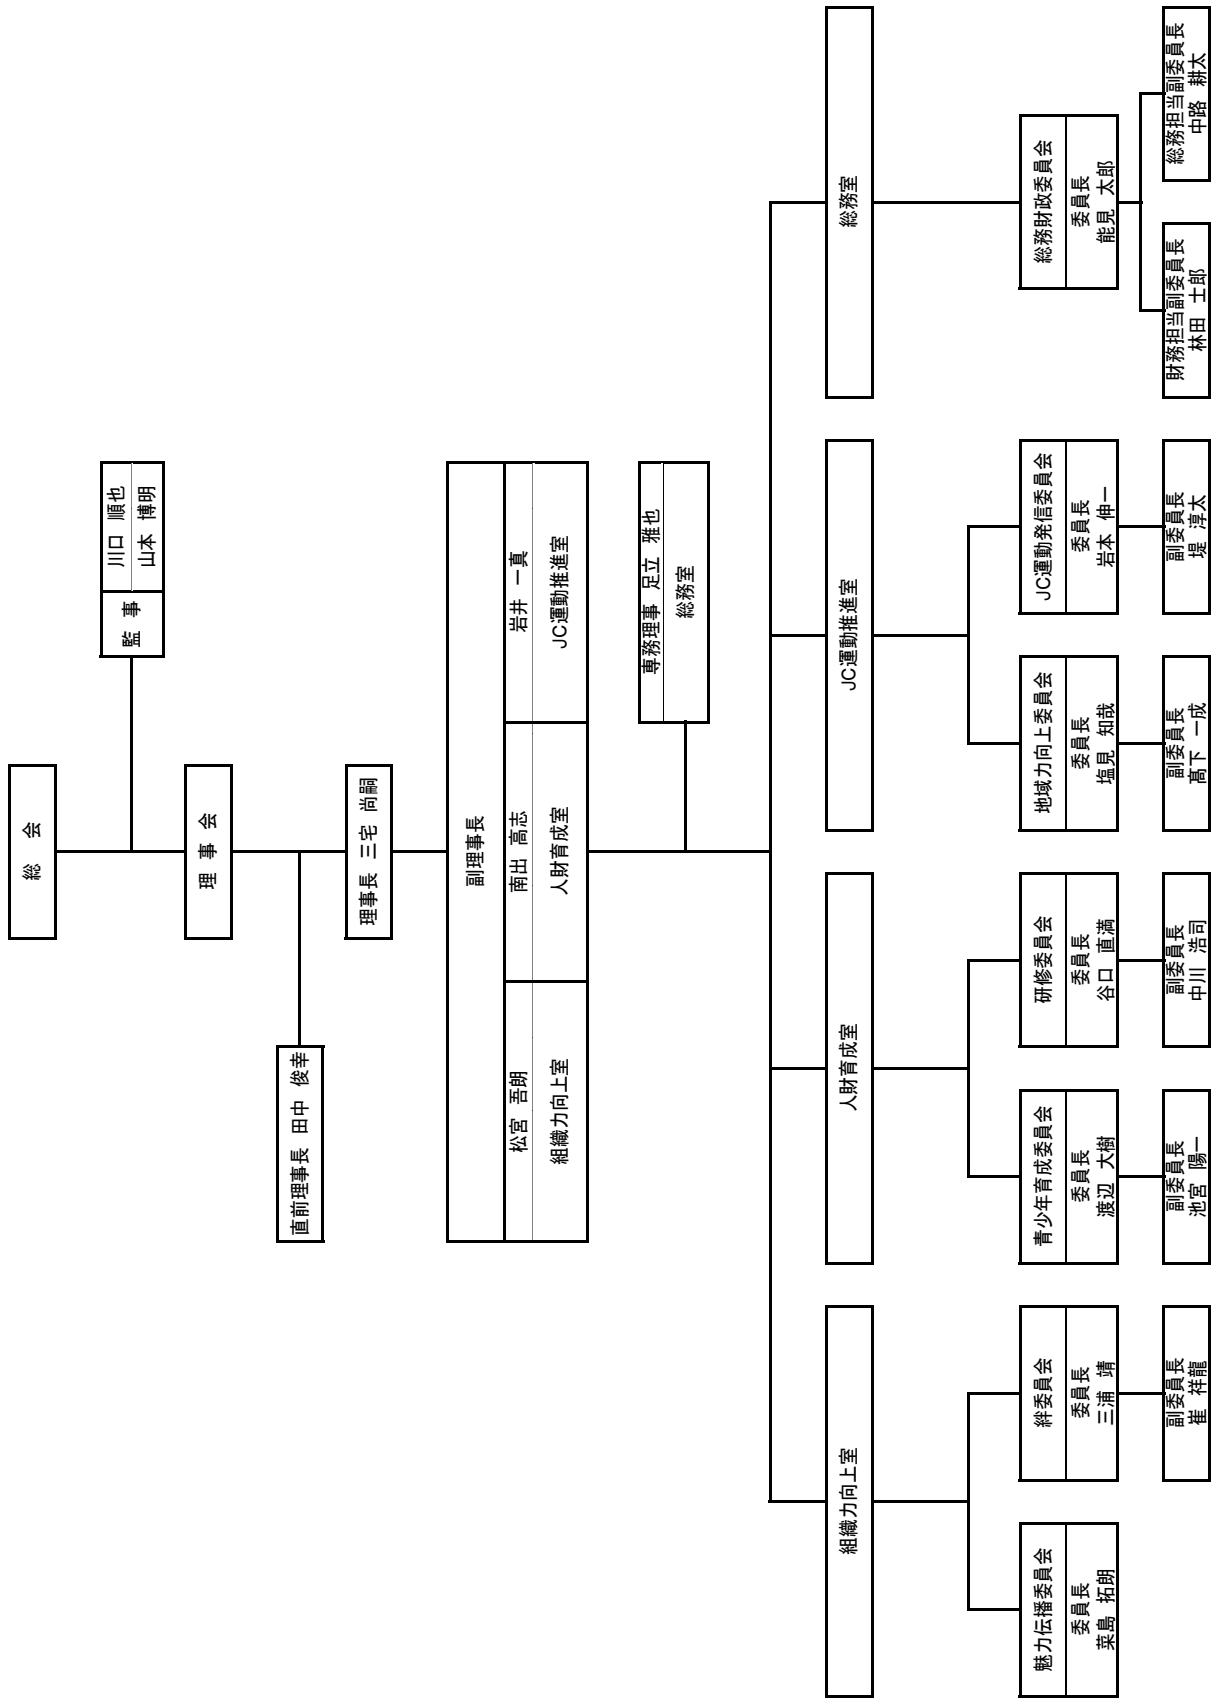 総　会
監　事
川口　順也
山本　博明
理　事　会
直前理事長　田中　俊幸
理事長　三宅　尚嗣
副理事長
松宮　吾朗
組織力向上室
南出　高志
人財育成室
岩井　一真
JC運動推進室
専務理事　足立　雅也
総務室
組織力向上室
人財育成室
JC運動推進室
総務室
魅力伝播委員会
委員長
菜島　拓朗
絆委員会
委員長
三浦　靖
青少年育成委員会
委員長
渡辺　大樹
研修委員会
委員長
谷口　直満
地域力向上委員会
委員長
塩見　知哉
JC運動発信委員会
委員長
岩本　伸一
総務財政委員会
委員長
能見　太郎
副委員長
崔　祥龍
副委員長
池宮　陽一
副委員長
中川　浩司
副委員長
髙下　一成
副委員長
堤　淳太
財務担当副委員長
林田　士郎
総務担当副委員長
中路　耕太